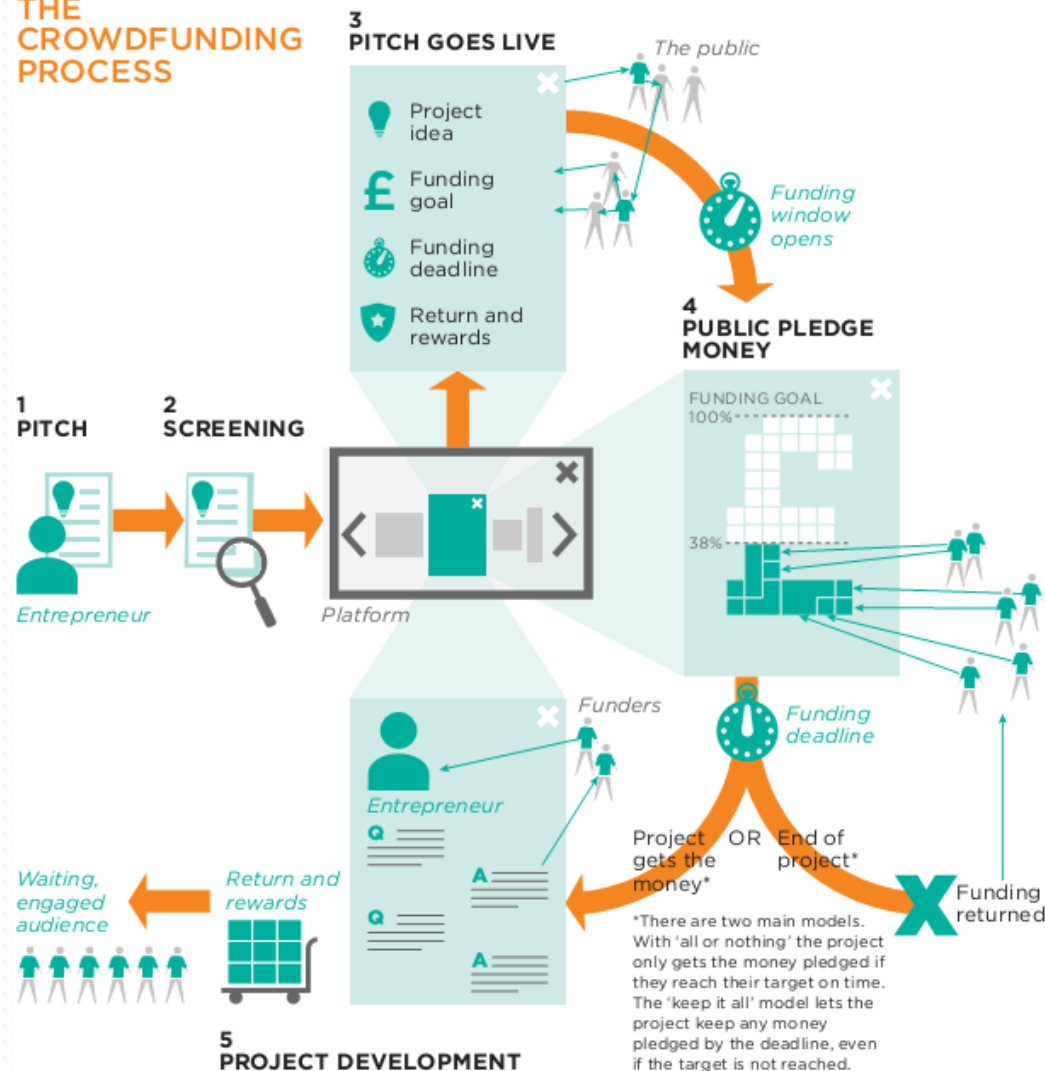 THE
CROWDFUNDING
PROCESS
3
PITCH GOES LIVE
The public
Project
idea
£
Funding
goal
Funding
deadline
Return and
rewards
Funding
window
opens
1
PITCH
2
SCREENING
Entrepreneur
Platform
4
PUBLIC PLEDGE
MONEY
FUNDING GOAL
100%
38%
Funding
deadline
Project
gets the
money*
OR
End of
project*
Funding
returned
*There are two main models.
With ‘all or nothing’ the project
only gets the money pledged if
they reach their target on time.
The ‘keep it all’ model lets the
project keep any money
pledged by the deadline, even
if the target is not reached.
Funders
Entrepreneur
Q
A
Q
A
Return and
rewards
Waiting,
engaged
audience
5
PROJECT DEVELOPMENT